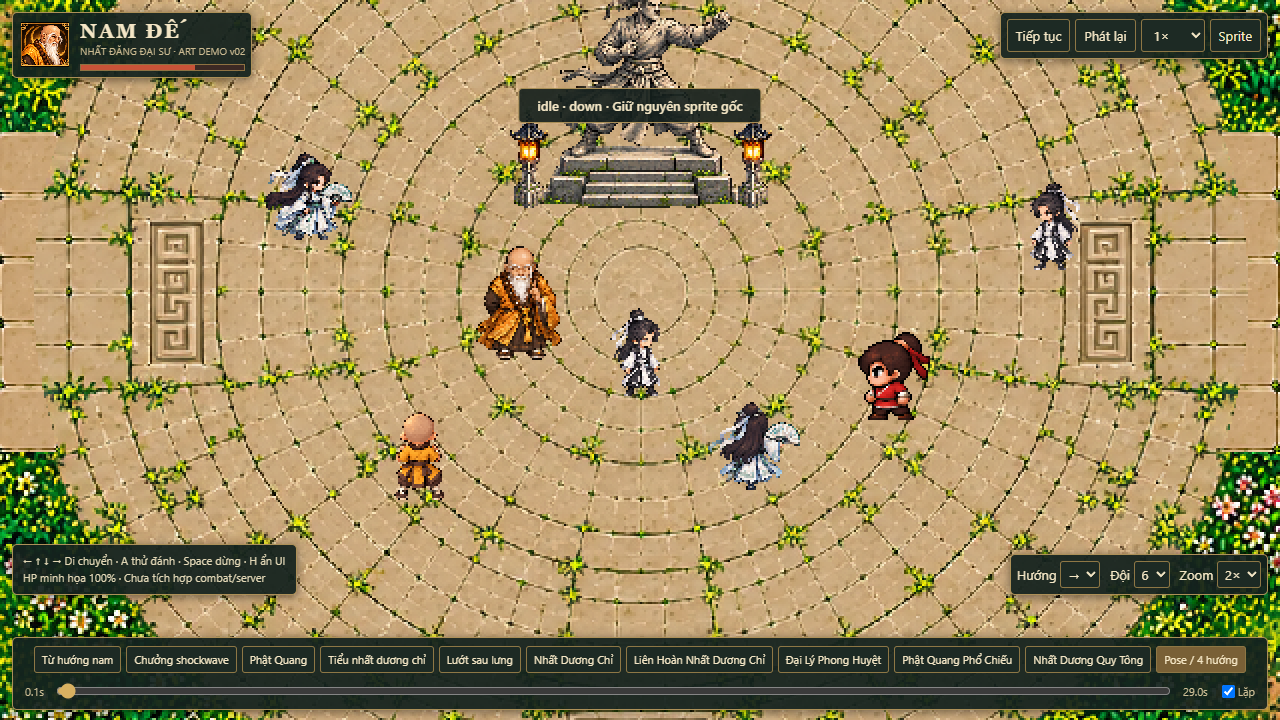 NAM ĐẾ
NHẤT ĐĂNG ĐẠI SƯ · ART DEMO v02
Tiếp tục Phát lại 1× Sprite
idle · down · Giữ nguyên sprite gốc
← ↑ ↓ → Di chuyển · A thử đánh · Space dừng · H ẩn UI
HP minh họa 100% · Chưa tích hợp combat/server
Hướng → Đội 6 Zoom 2×
Từ hướng nam Chưởng shockwave Phật Quang Tiểu nhất dương chỉ Lướt sau lưng Nhất Dương Chỉ Liên Hoàn Nhất Dương Chỉ Đại Lý Phong Huyệt Phật Quang Phổ Chiếu Nhất Dương Quy Tông Pose / 4 hướng
0.1s 29.0s Lặp